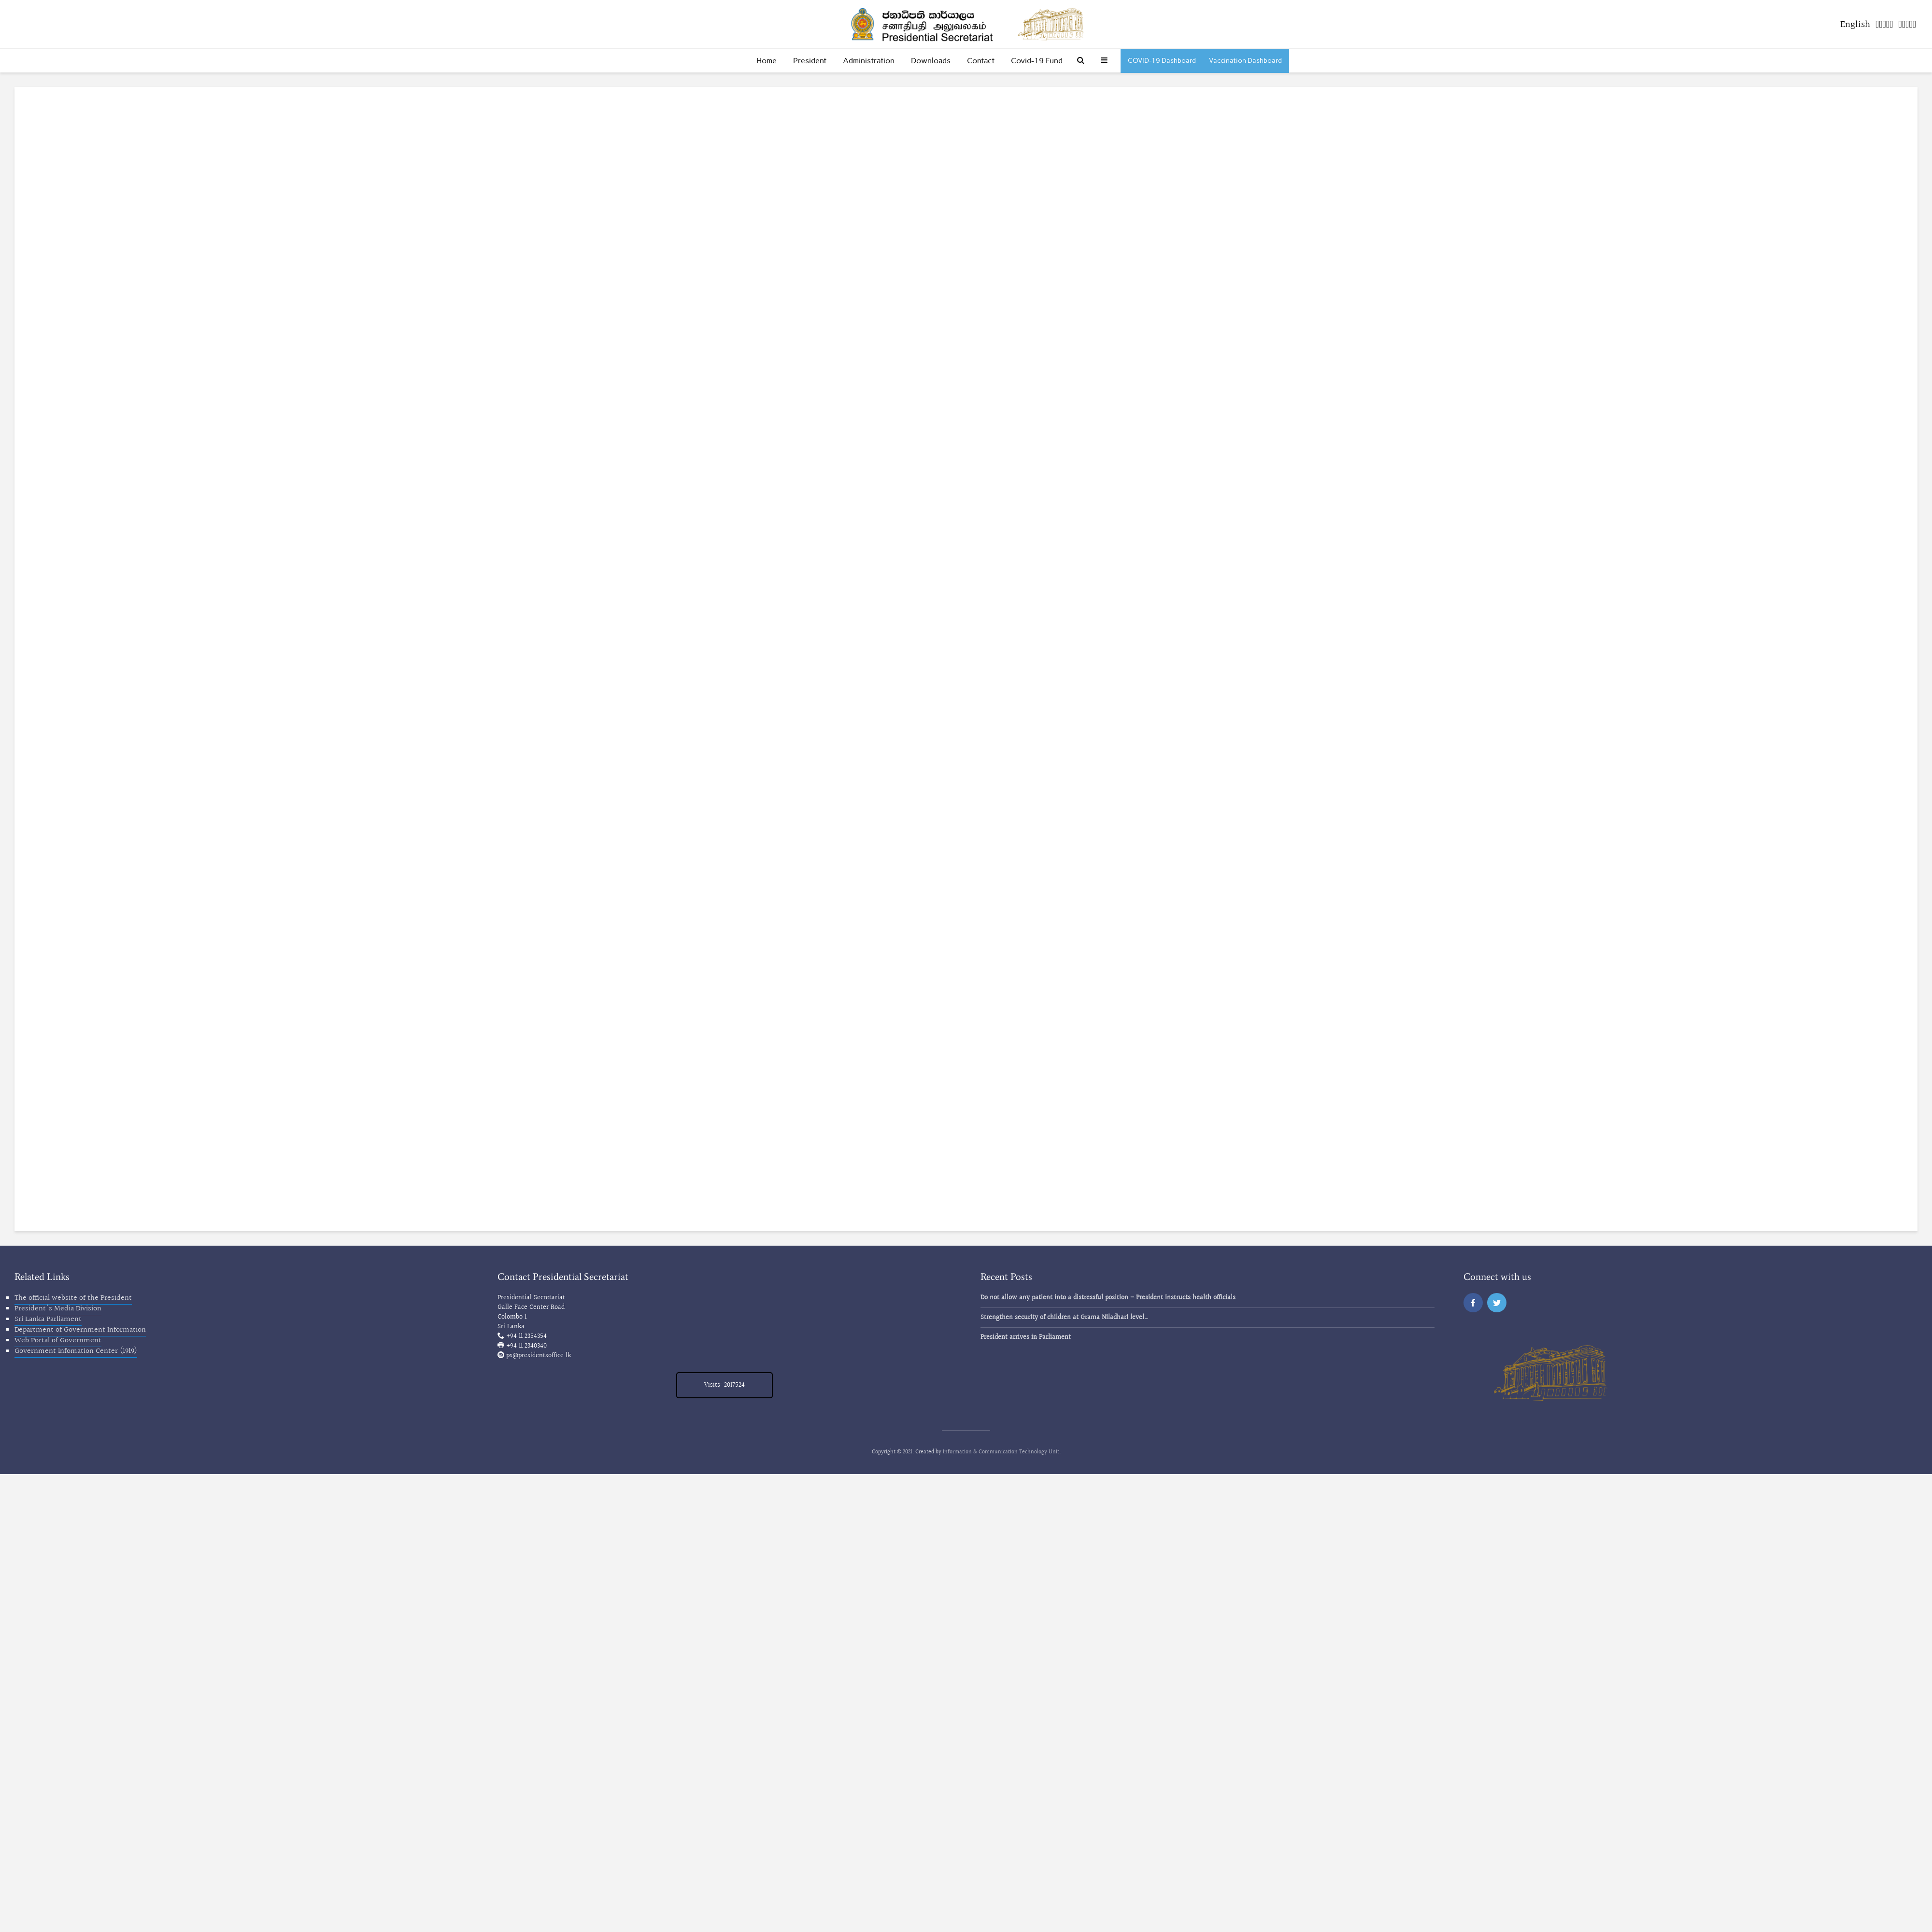 ජනාධිපති කාර්යාලය
சனாதிபதி அலுவலகம்
Presidential Secretariat
English
Home President Administration Downloads Contact Covid-19 Fund COVID-19 Dashboard Vaccination Dashboard
Related Links
The official website of the President
President's Media Division
Sri Lanka Parliament
Department of Government Information
Web Portal of Government
Government Infomation Center (1919)
Contact Presidential Secretariat
Presidential Secretariat
Galle Face Center Road
Colombo 1
Sri Lanka
+94 11 2354354
+94 11 2340340
ps@presidentsoffice.lk
Visits: 2017524
Recent Posts
Do not allow any patient into a distressful position – President instructs health officials
Strengthen security of children at Grama Niladhari level...
President arrives in Parliament
Connect with us
Copyright © 2021. Created by Information & Communication Technology Unit.